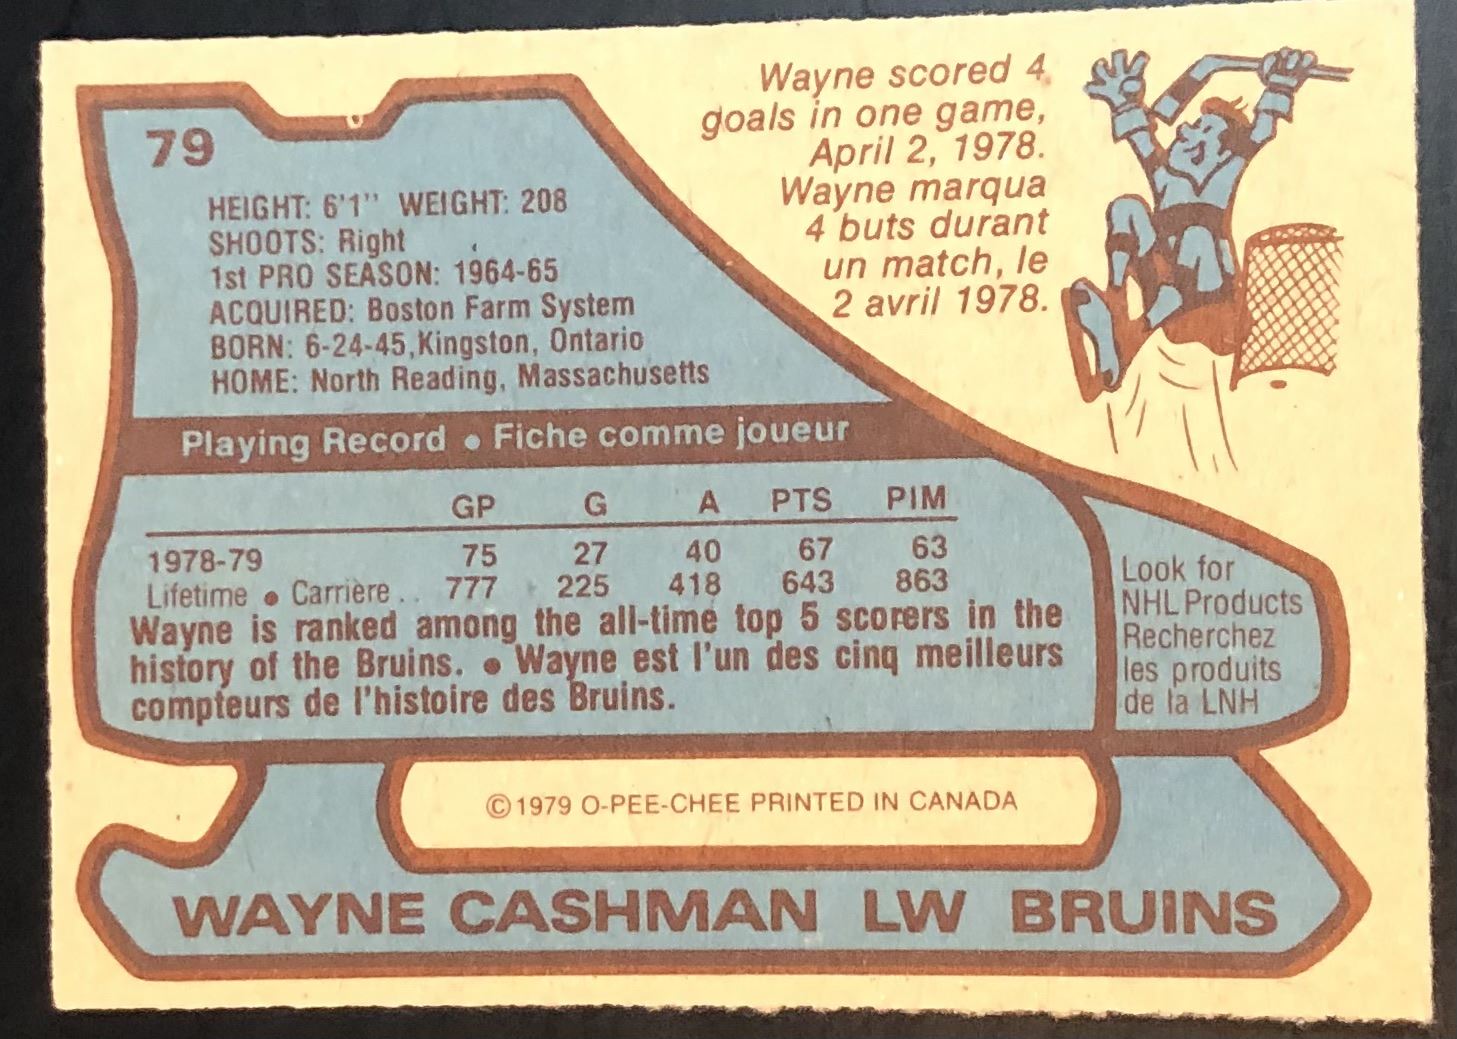 79
HEIGHT: 6'1" WEIGHT: 208
SHOOTS: Right
1st PRO SEASON: 1964-65
ACQUIRED: Boston Farm System
BORN: 6-24-45, Kingston, Ontario
HOME: North Reading, Massachusetts
Wayne scored 4
goals in one game,
April 2, 1978.
Wayne marqua
4 buts durant
un match, le
2 avril 1978.
Playing Record • Fiche comme joueur
GP G A PTS PIM
1978-79 75 27 40 67 63
Lifetime • Carrière .. 777 225 418 643 863
Wayne is ranked among the all-time top 5 scorers in the
history of the Bruins. • Wayne est l'un des cinq meilleurs
compteurs de l'histoire des Bruins.
Look for
NHL Products
Recherchez
les produits
de la LNH
© 1979 O-PEE-CHEE PRINTED IN CANADA
WAYNE CASHMAN LW BRUINS